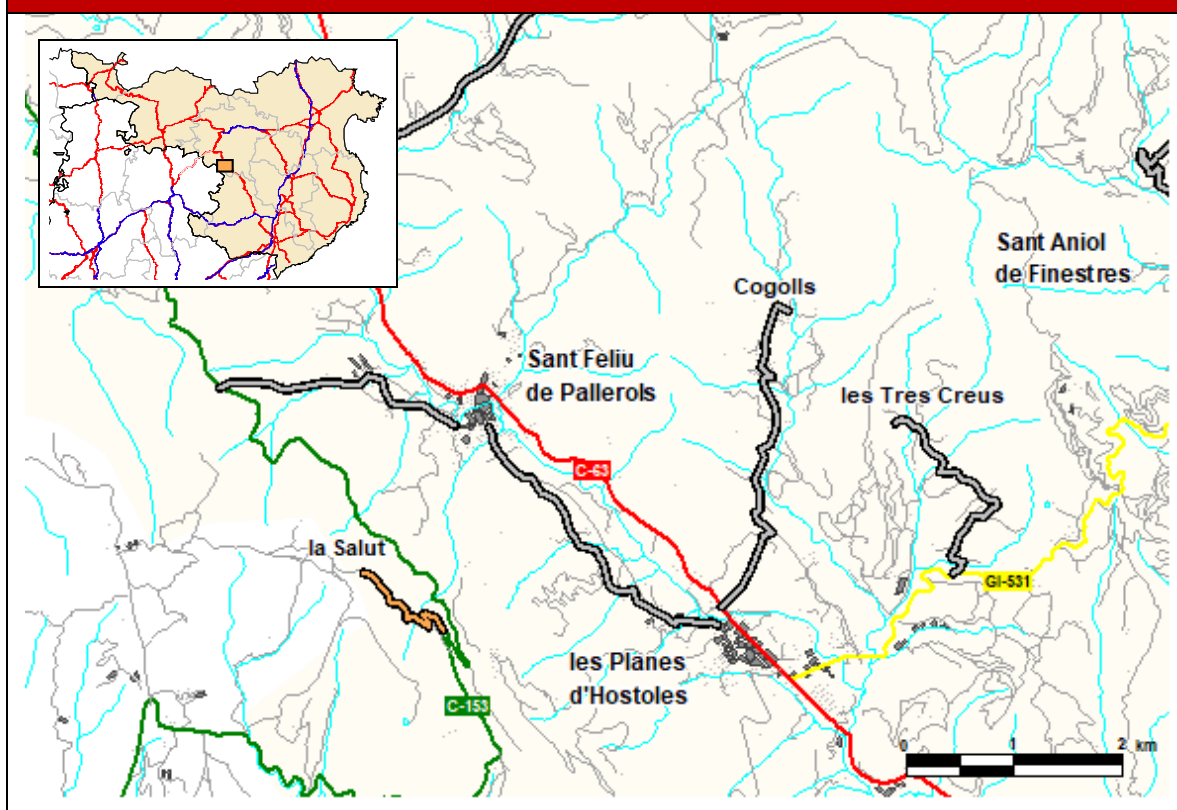 Sant Aniol
de Finestres
Cogolls
Sant Feliu
de Pallerols
les Tres Creus
C-63
la Salut
GI-531
les Planes
d'Hostoles
C-153
0 1 2 km